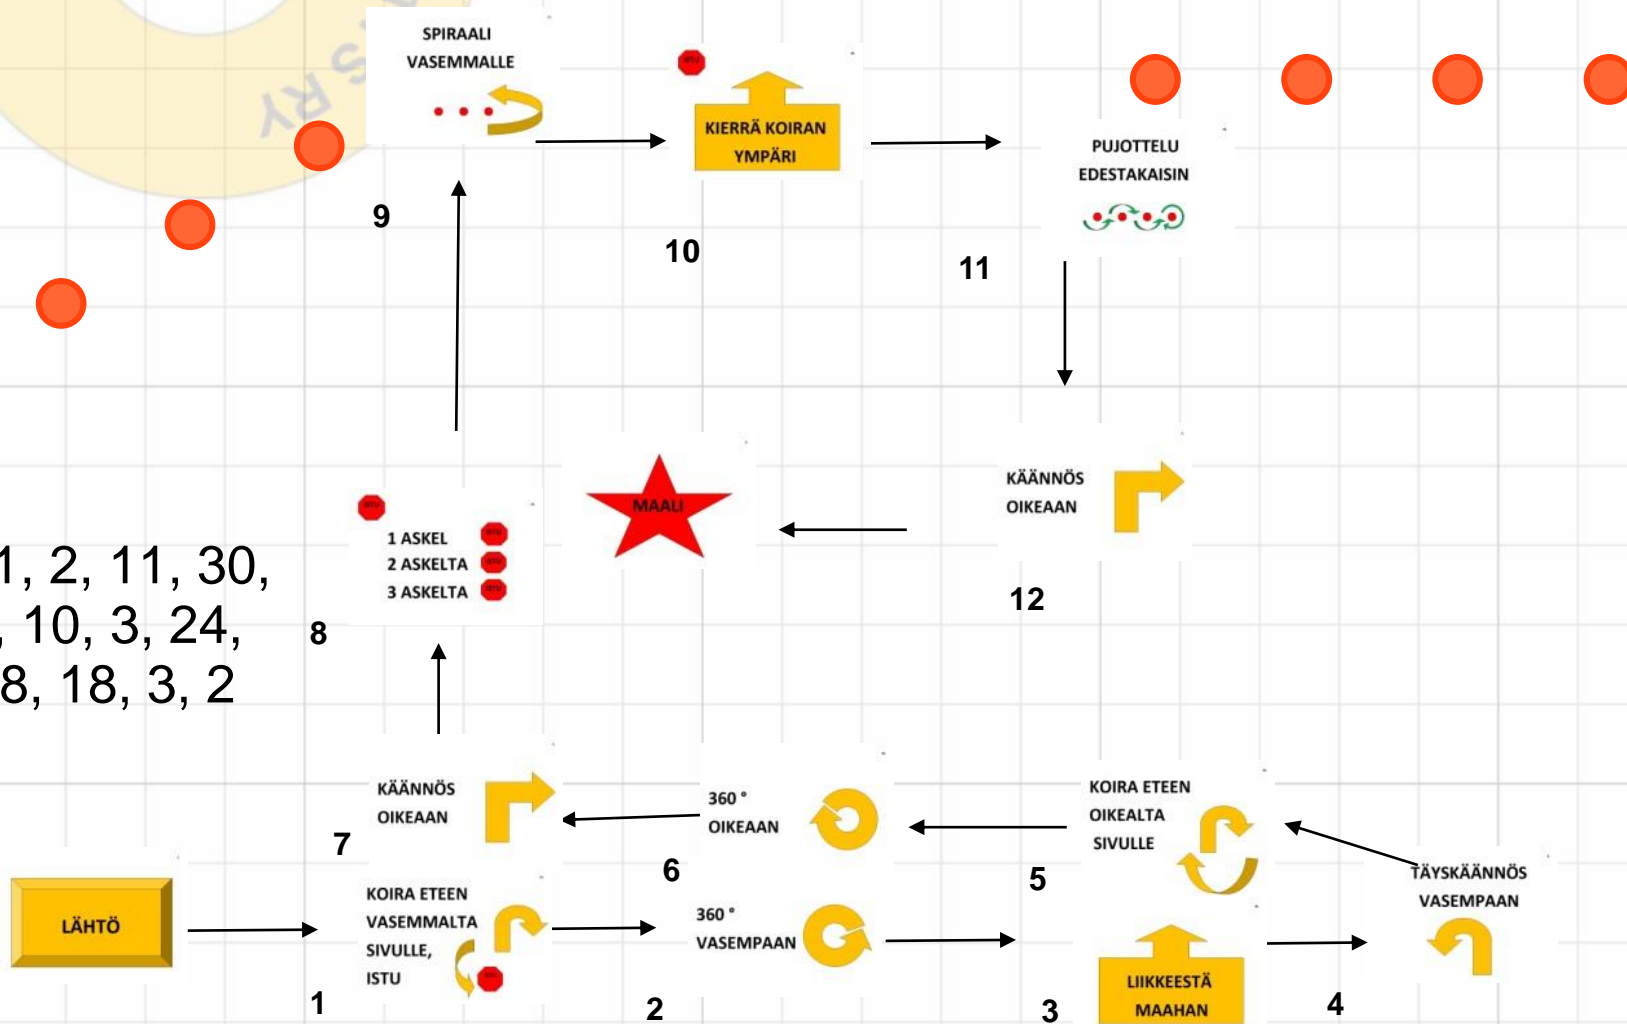 SRY
SPIRAALI
VASEMMALLE
9
KIERRÄ KOIRAN
YMPÄRI
10
PUJOTTELU
EDESTAKAISIN
11
KÄÄNNÖS
OIKEAAN
12
MAALI
1 ASKEL
2 ASKELTA
3 ASKELTA
8
1, 2, 11, 30,
, 10, 3, 24,
8, 18, 3, 2
KÄÄNNÖS
OIKEAAN
7
360 °
OIKEAAN
6
KOIRA ETEEN
OIKEALTA
SIVULLE
5
TÄYSKÄÄNNÖS
VASEMPAAN
4
LÄHTÖ
KOIRA ETEEN
VASEMMALTA
SIVULLE,
ISTU
1
360 °
VASEMPAAN
2
LIIKKEESTÄ
MAAHAN
3